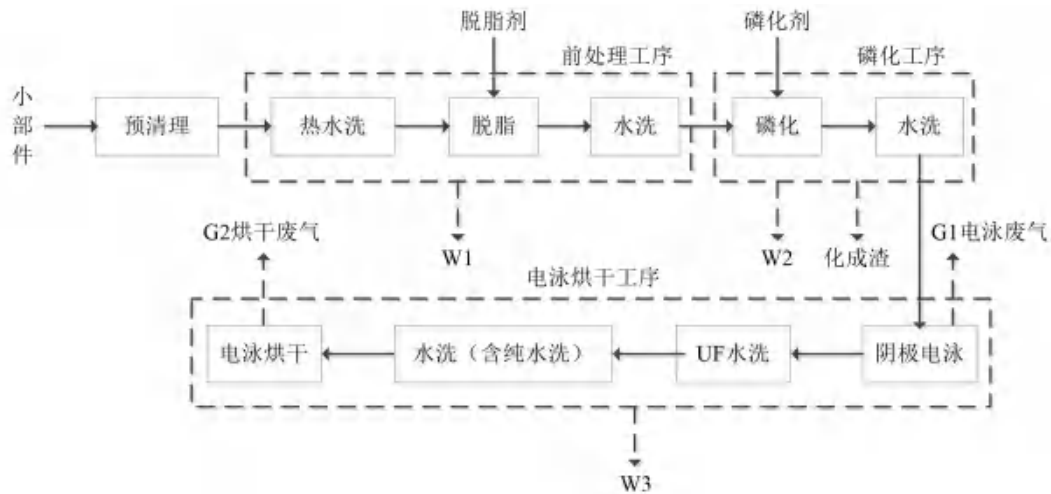 脱脂剂
磷化剂
前处理工序
磷化工序
小部件
预清理
热水洗
脱脂
水洗
磷化
水洗
G2烘干废气
W1
W2
化成渣
G1电泳废气
电泳烘干工序
电泳烘干
水洗（含纯水洗）
UF水洗
阴极电泳
W3